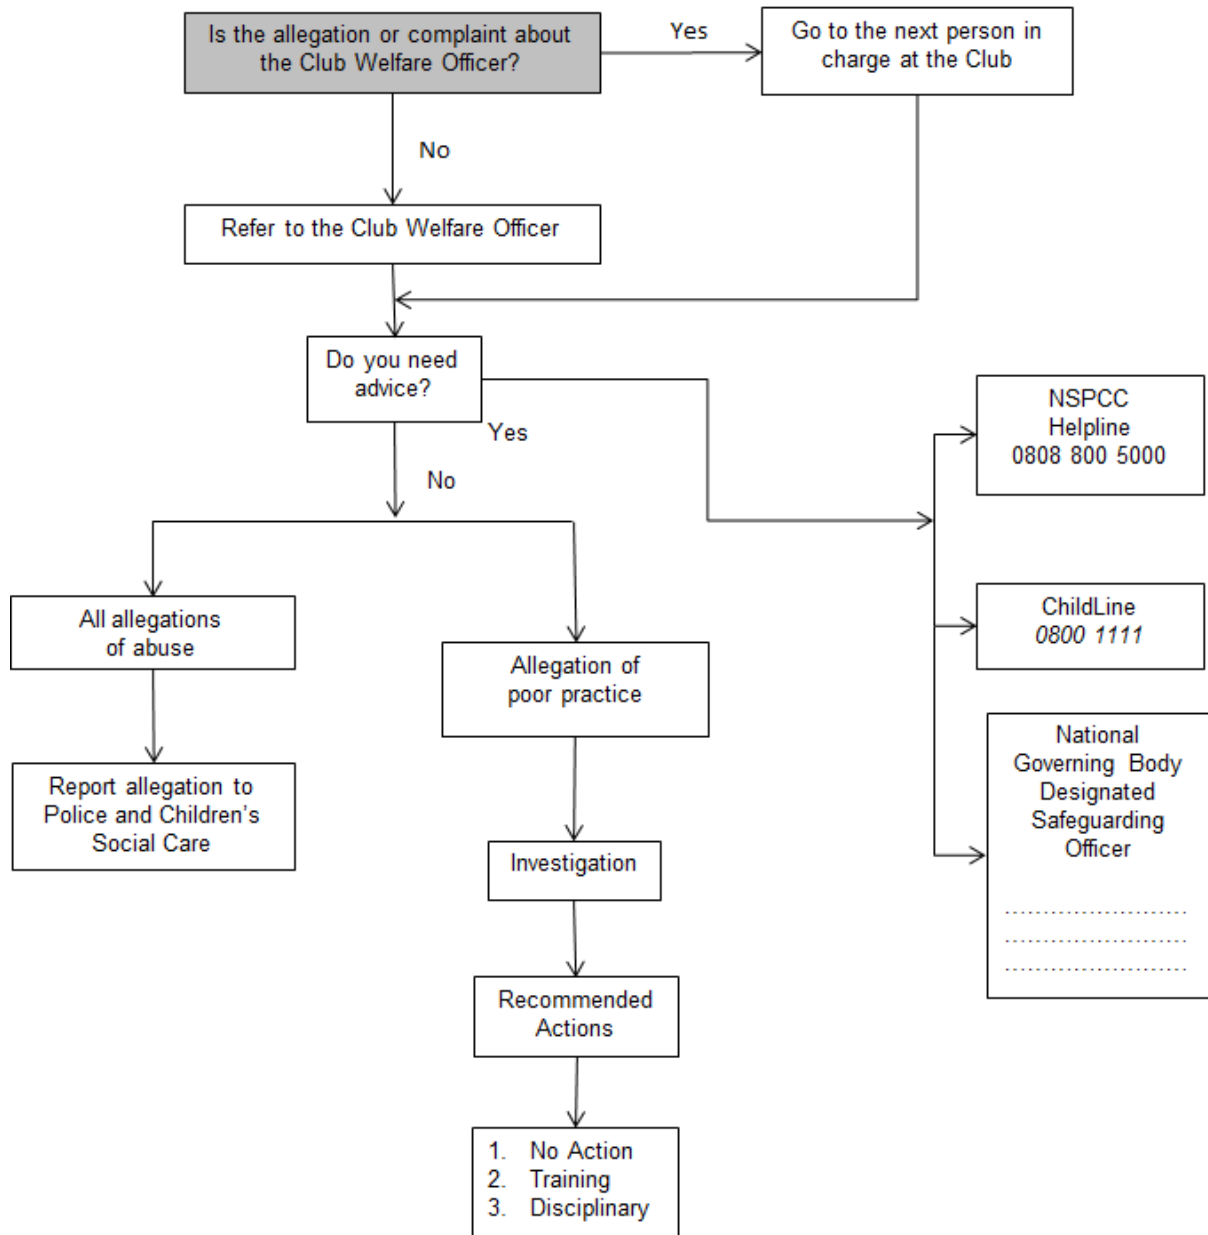 Is the allegation or complaint about
the Club Welfare Officer?
Yes
Go to the next person in
charge at the Club
No
Refer to the Club Welfare Officer
Do you need
advice?
Yes
No
NSPCC
Helpline
0808 800 5000
All allegations
of abuse
ChildLine
0800 1111
Allegation of
poor practice
National
Governing Body
Designated
Safeguarding
Officer
........................
........................
........................
Report allegation to
Police and Children’s
Social Care
Investigation
Recommended
Actions
1. No Action
2. Training
3. Disciplinary